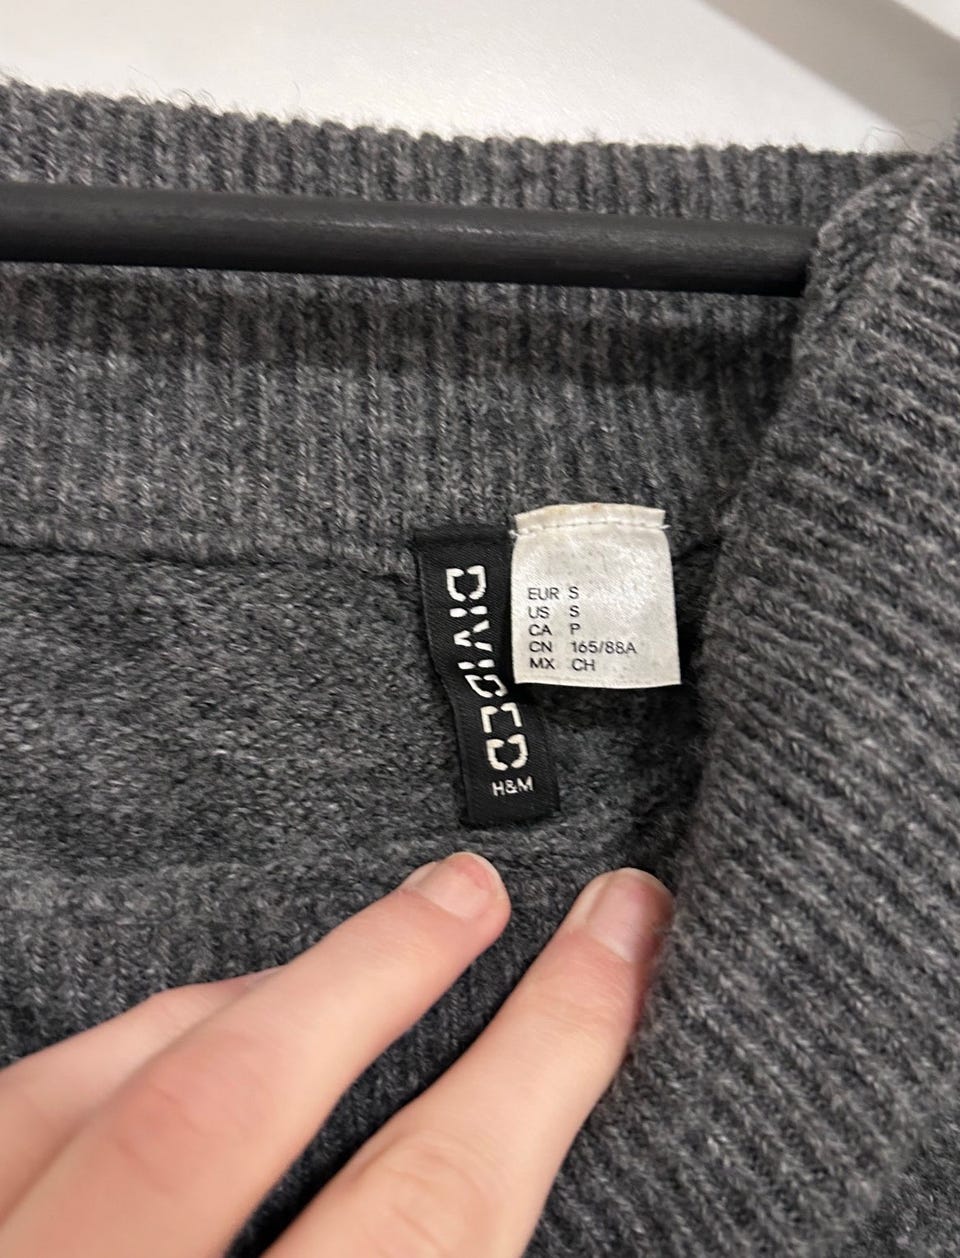 DIVIDED
H&M
EUR S
US S
CA P
CN 165/88A
MX CH